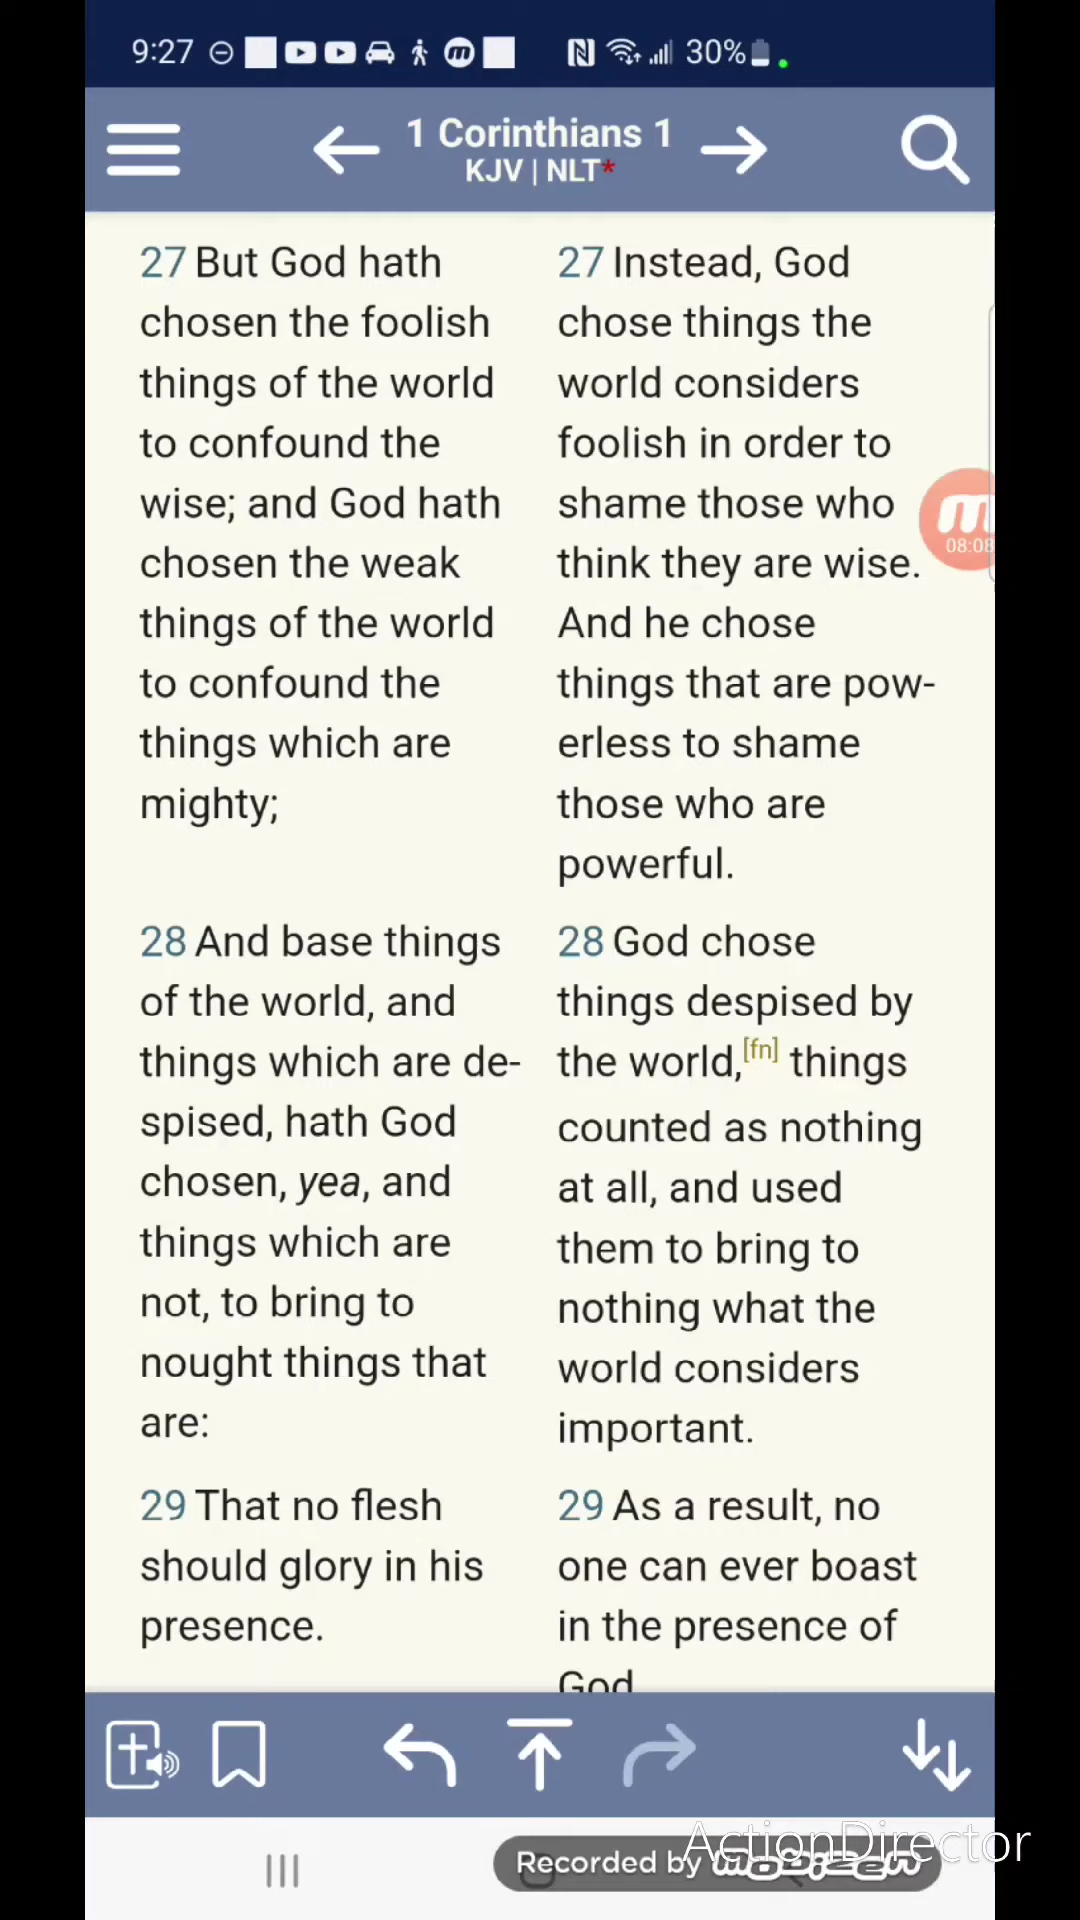 9:27
30%
1 Corinthians 1
KJV | NLT*
27 But God hath
chosen the foolish
things of the world
to confound the
wise; and God hath
chosen the weak
things of the world
to confound the
things which are
mighty;
27 Instead, God
chose things the
world considers
foolish in order to
shame those who
think they are wise.
And he chose
things that are pow-
erless to shame
those who are
powerful.
m
08:08
28 And base things
of the world, and
things which are de-
spised, hath God
chosen, yea, and
things which are
not, to bring to
nought things that
are:
28 God chose
things despised by
the world,[fn] things
counted as nothing
at all, and used
them to bring to
nothing what the
world considers
important.
29 That no flesh
should glory in his
presence.
29 As a result, no
one can ever boast
in the presence of
God
ActionDirector
Recorded by mobizen